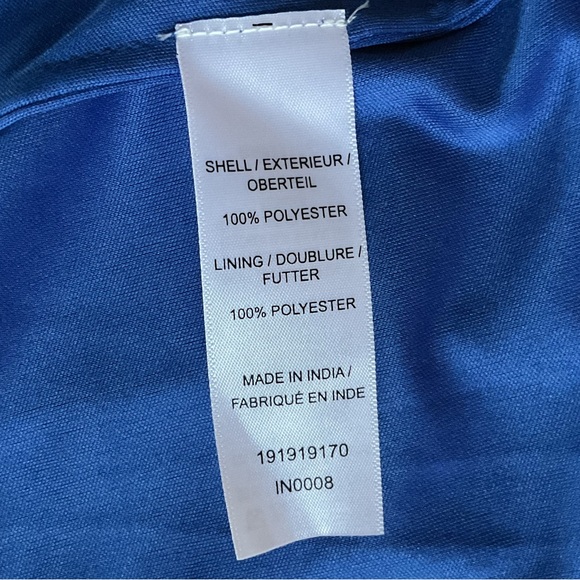 SHELL / EXTERIEUR /
OBERTEIL
100% POLYESTER
LINING / DOUBLURE /
FUTTER
100% POLYESTER
MADE IN INDIA /
FABRIQUÉ EN INDE
191919170
IN0008